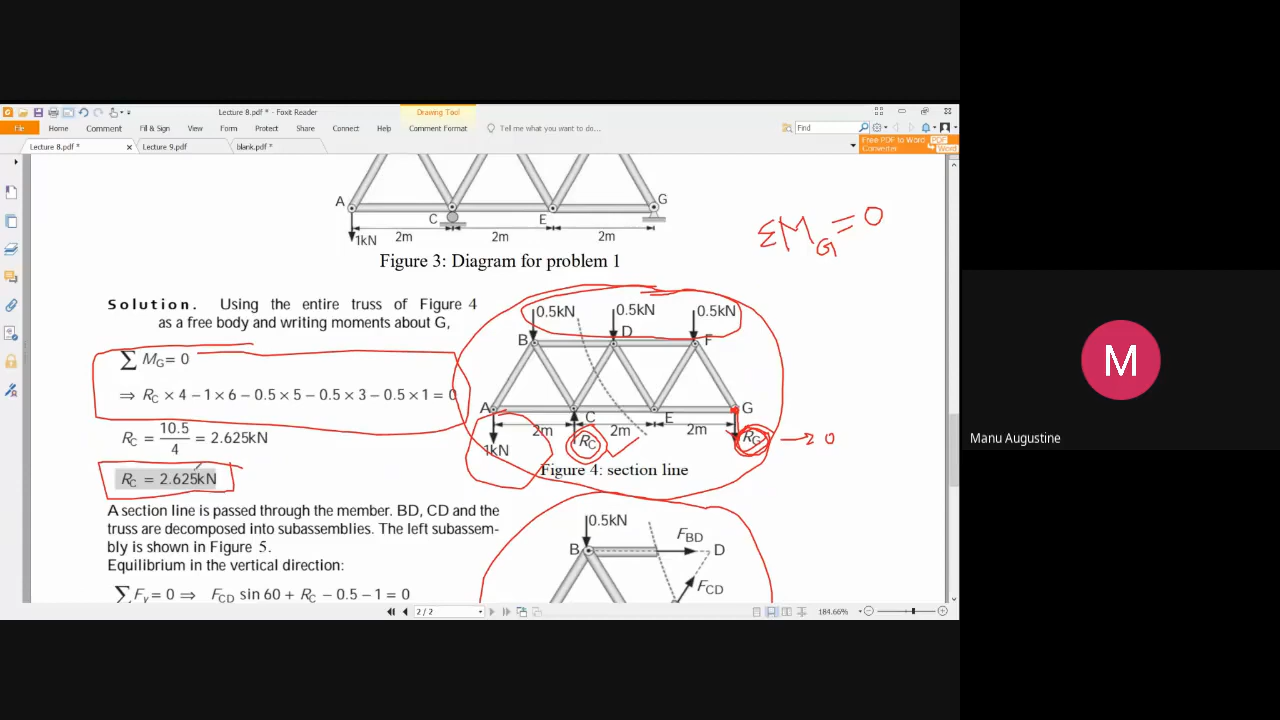 Lecture 8.pdf * - Foxit Reader
Drawing Tool
File Home Comment Fill & Sign View Form Protect Share Connect Help Comment Format Tell me what you want to do... Find
Lecture 8.pdf * Lecture 9.pdf blank.pdf *
Free PDF to Word Converter
PDF
Word
A C E G
1kN 2m 2m 2m
ΣM_G = 0
Figure 3: Diagram for problem 1
Solution. Using the entire truss of Figure 4
as a free body and writing moments about G,
∑ M_G = 0
⇒ R_C × 4 − 1 × 6 − 0.5 × 5 − 0.5 × 3 − 0.5 × 1 = 0
R_C = 10.5/4 = 2.625kN
R_C = 2.625kN
0.5kN 0.5kN 0.5kN
B D F
A C E G
2m 2m 2m
1kN R_C R_G → 0
Figure 4: section line
A section line is passed through the member. BD, CD and the
truss are decomposed into subassemblies. The left subassem-
bly is shown in Figure 5.
Equilibrium in the vertical direction:
∑ F_y = 0 ⇒ F_CD sin 60 + R_C − 0.5 − 1 = 0
0.5kN
B F_BD D
F_CD
2 / 2
184.66%
M
Manu Augustine